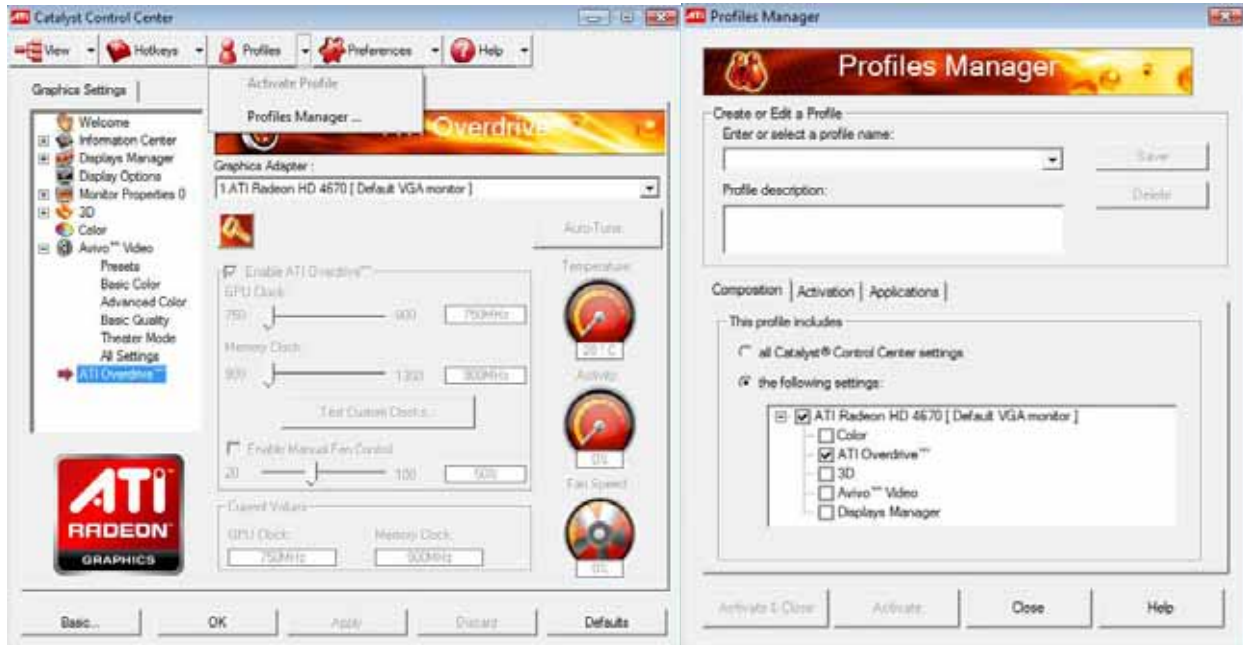 Catalyst Control Center
View Hotkeys Profiles Preferences Help
Activate Profile
Profiles Manager ...
Graphics Settings
Welcome
Information Center
Displays Manager
Display Options
Monitor Properties 0
3D
Color
Avivo™ Video
Presets
Basic Color
Advanced Color
Basic Quality
Theater Mode
All Settings
ATI Overdrive™
ATI
RADEON
GRAPHICS
Overdrive
Graphics Adapter :
1.ATI Radeon HD 4670 [ Default VGA monitor ]
Auto-Tune
Enable ATI Overdrive™
GPU Clock:
750 900 750MHz
Memory Clock:
900 1300 900MHz
Test Custom Clocks...
Enable Manual Fan Control
20 100 50%
Current Values
GPU Clock: Memory Clock:
750MHz 900MHz
Temperature
Activity
0%
Fan Speed
0%
Basic... OK Apply Discard Defaults
Profiles Manager
Profiles Manager
Create or Edit a Profile
Enter or select a profile name:
Save
Profile description:
Delete
Composition Activation Applications
This profile includes
all Catalyst® Control Center settings
the following settings:
ATI Radeon HD 4670 [ Default VGA monitor ]
Color
ATI Overdrive™
3D
Avivo™ Video
Displays Manager
Activate & Close Activate Close Help